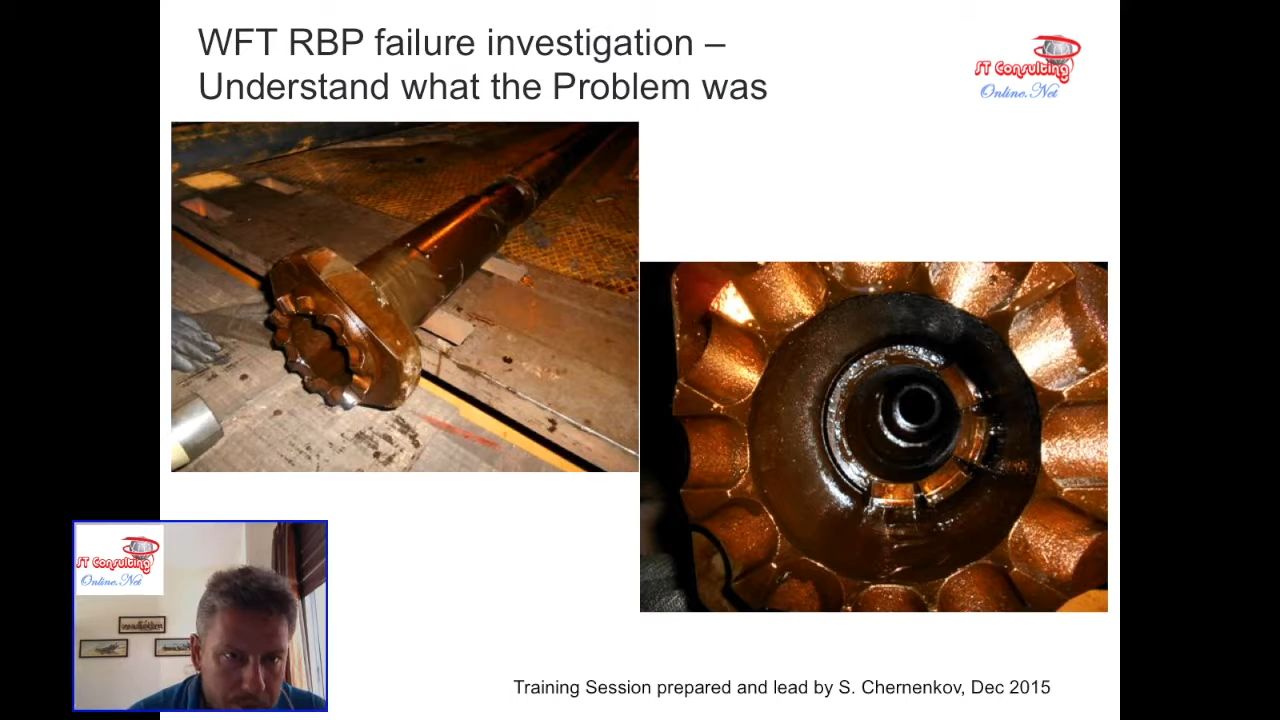 WFT RBP failure investigation –
Understand what the Problem was
ST Consulting
Online.Net
ST Consulting
Online.Net
Training Session prepared and lead by S. Chernenkov, Dec 2015